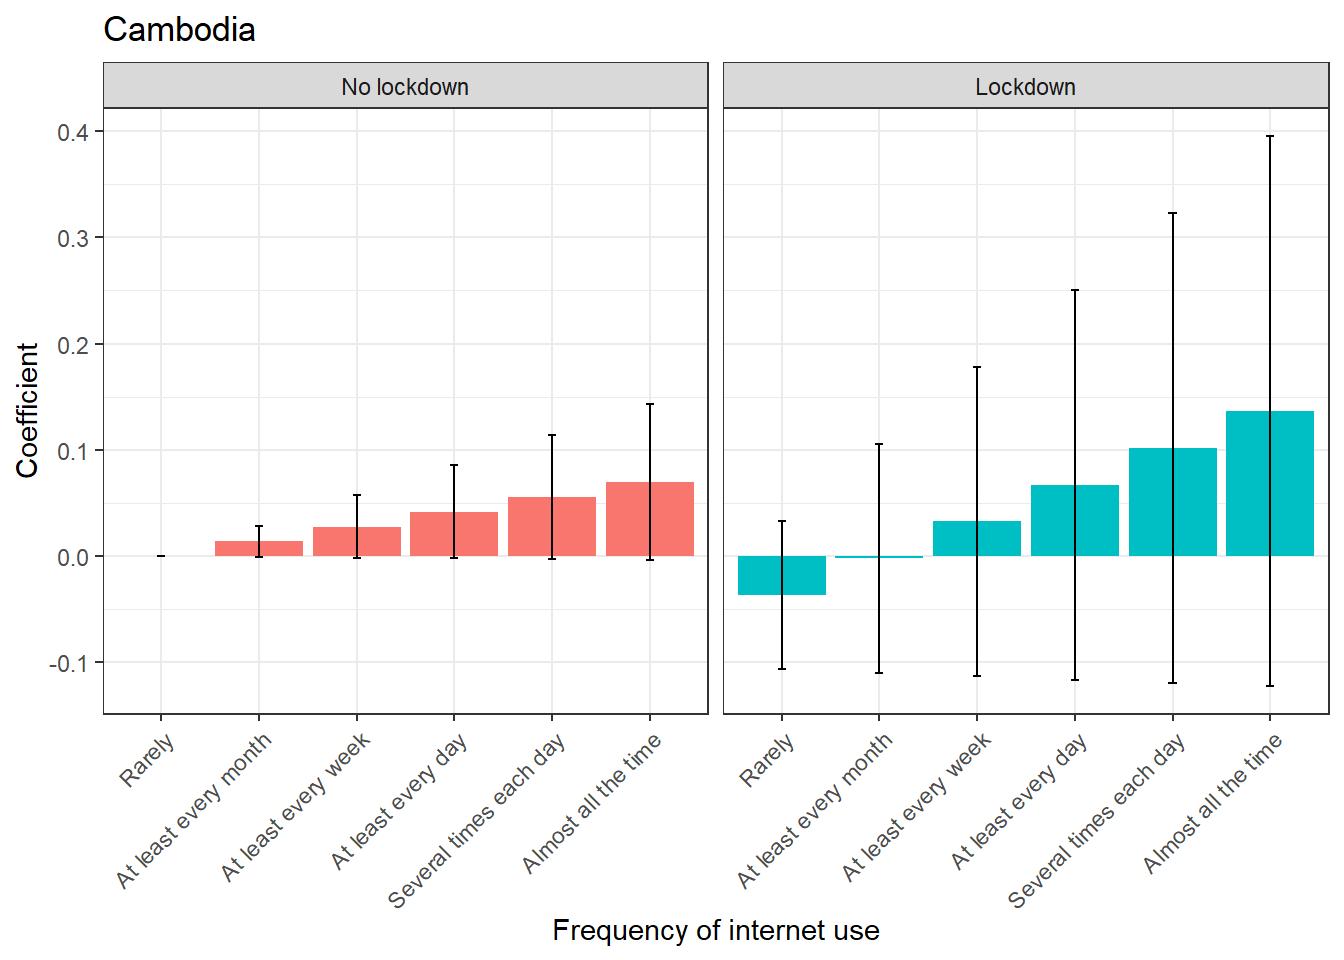 Cambodia
No lockdown
Lockdown
0.4
0.3
0.2
0.1
0.0
-0.1
Coefficient
Rarely
At least every month
At least every week
At least every day
Several times each day
Almost all the time
Rarely
At least every month
At least every week
At least every day
Several times each day
Almost all the time
Frequency of internet use